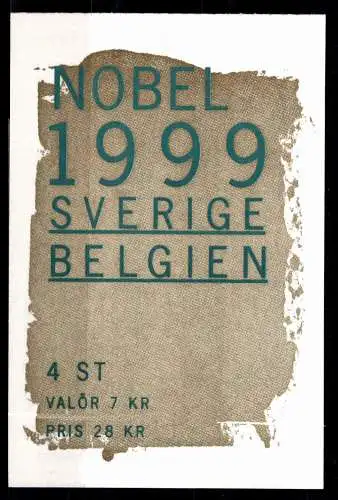 NOBEL
1999
SVERIGE
BELGIEN
4 ST
VALÖR 7 KR
PRIS 28 KR